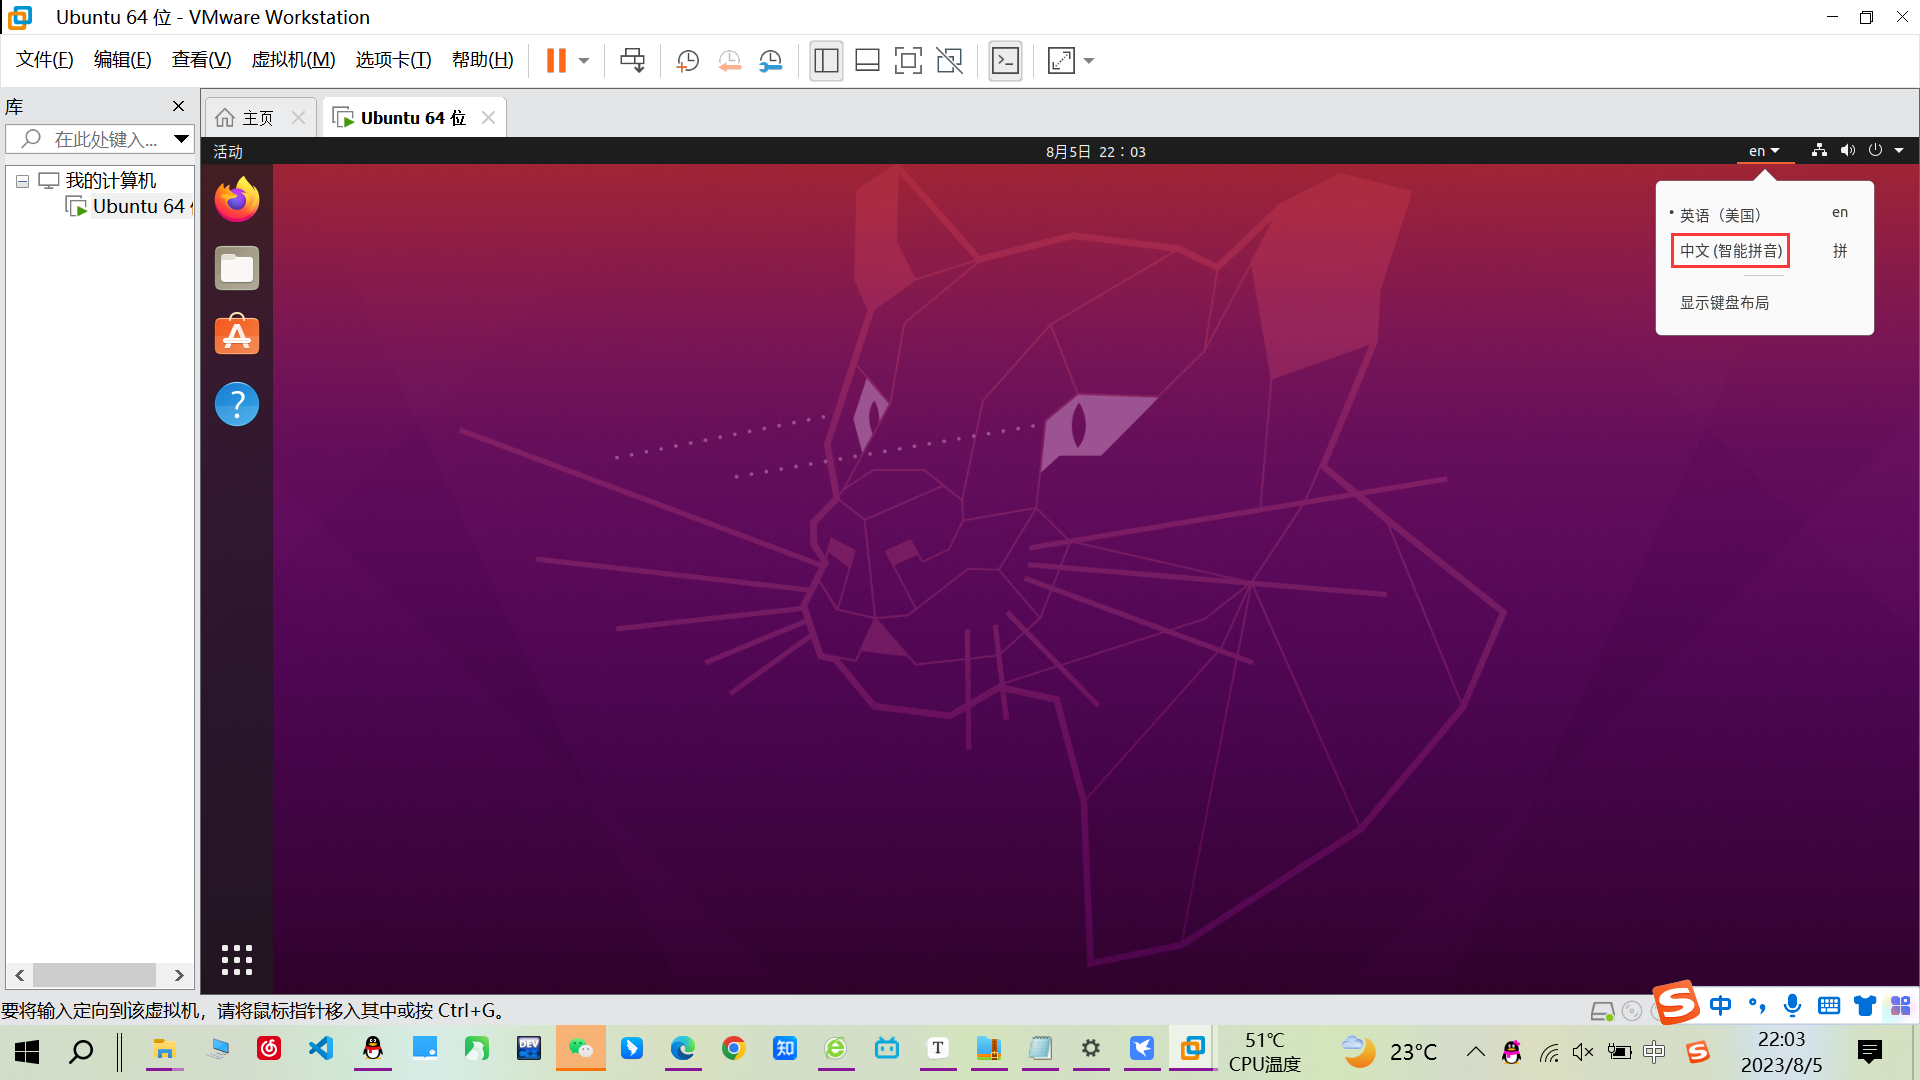 Ubuntu 64 位 - VMware Workstation
文件(F) 编辑(E) 查看(V) 虚拟机(M) 选项卡(T) 帮助(H)
库
主页
Ubuntu 64 位
在此处键入...
活动
8月5日 22：03
en
我的计算机
Ubuntu 64
英语（美国） en
中文 (智能拼音) 拼
显示键盘布局
要将输入定向到该虚拟机，请将鼠标指针移入其中或按 Ctrl+G。
中
DEV
知
T
51℃
CPU温度
23°C
中
22:03
2023/8/5